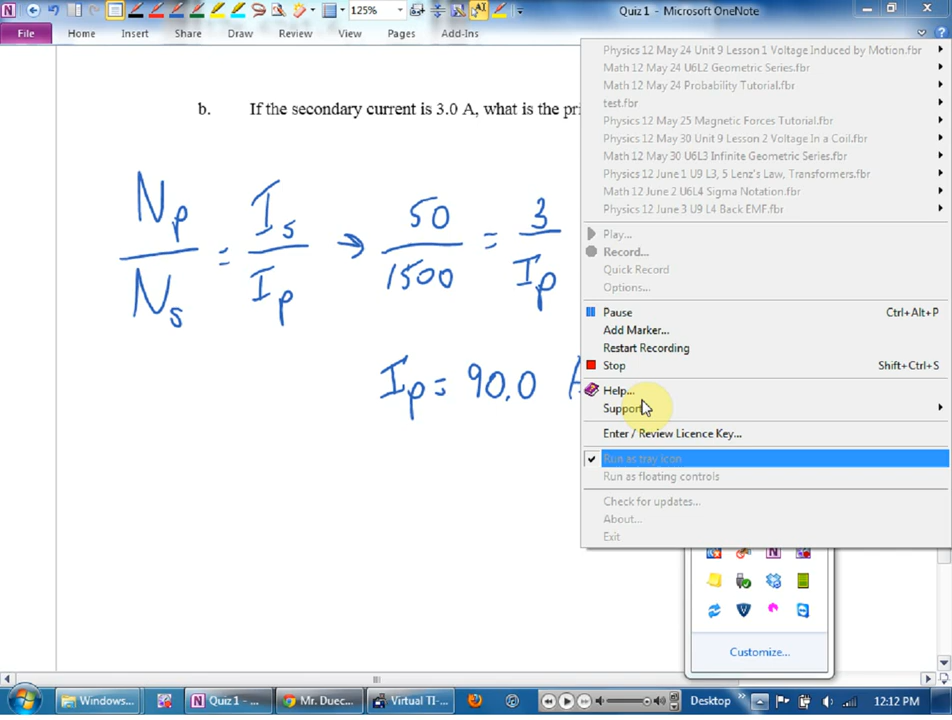 125%
Quiz 1 - Microsoft OneNote
File Home Insert Share Draw Review View Pages Add-Ins
b. If the secondary current is 3.0 A, what is the pri
Np/Ns = Is/Ip → 50/1500 = 3/Ip
Ip = 90.0 A
Physics 12 May 24 Unit 9 Lesson 1 Voltage Induced by Motion.fbr
Math 12 May 24 U6L2 Geometric Series.fbr
Math 12 May 24 Probability Tutorial.fbr
test.fbr
Physics 12 May 25 Magnetic Forces Tutorial.fbr
Physics 12 May 30 Unit 9 Lesson 2 Voltage In a Coil.fbr
Math 12 May 30 U6L3 Infinite Geometric Series.fbr
Physics 12 June 1 U9 L3, 5 Lenz's Law, Transformers.fbr
Math 12 June 2 U6L4 Sigma Notation.fbr
Physics 12 June 3 U9 L4 Back EMF.fbr
Play...
Record...
Quick Record
Options...
Pause Ctrl+Alt+P
Add Marker...
Restart Recording
Stop Shift+Ctrl+S
Help...
Support
Enter / Review Licence Key...
Run as tray icon
Run as floating controls
Check for updates...
About...
Exit
Customize...
Windows... Quiz 1 - ... Mr. Duec... Virtual TI-... Desktop 12:12 PM